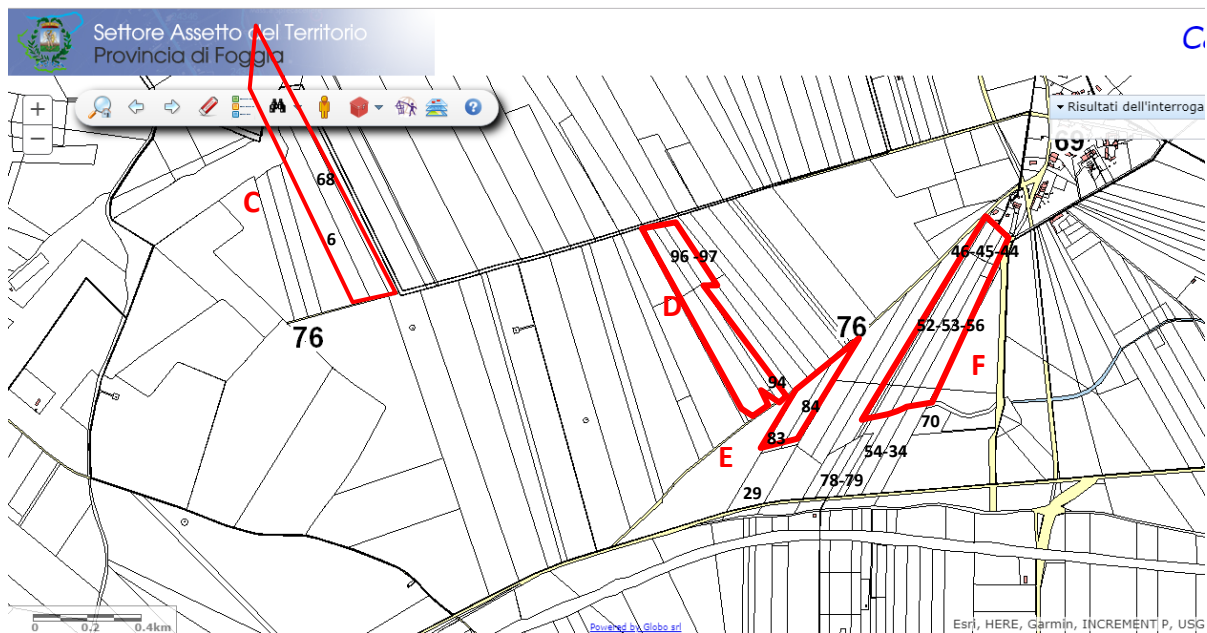 Settore Assetto del Territorio
Provincia di Foggia
+
−
Risultati dell'interroga
69
68
C
6
76
96 -97
D
46-45-44
76
52-53-56
F
94
84
83
E
70
54-34
78-79
29
0 0.2 0.4km
Powered by Globo srl
Esri, HERE, Garmin, INCREMENT P, USG